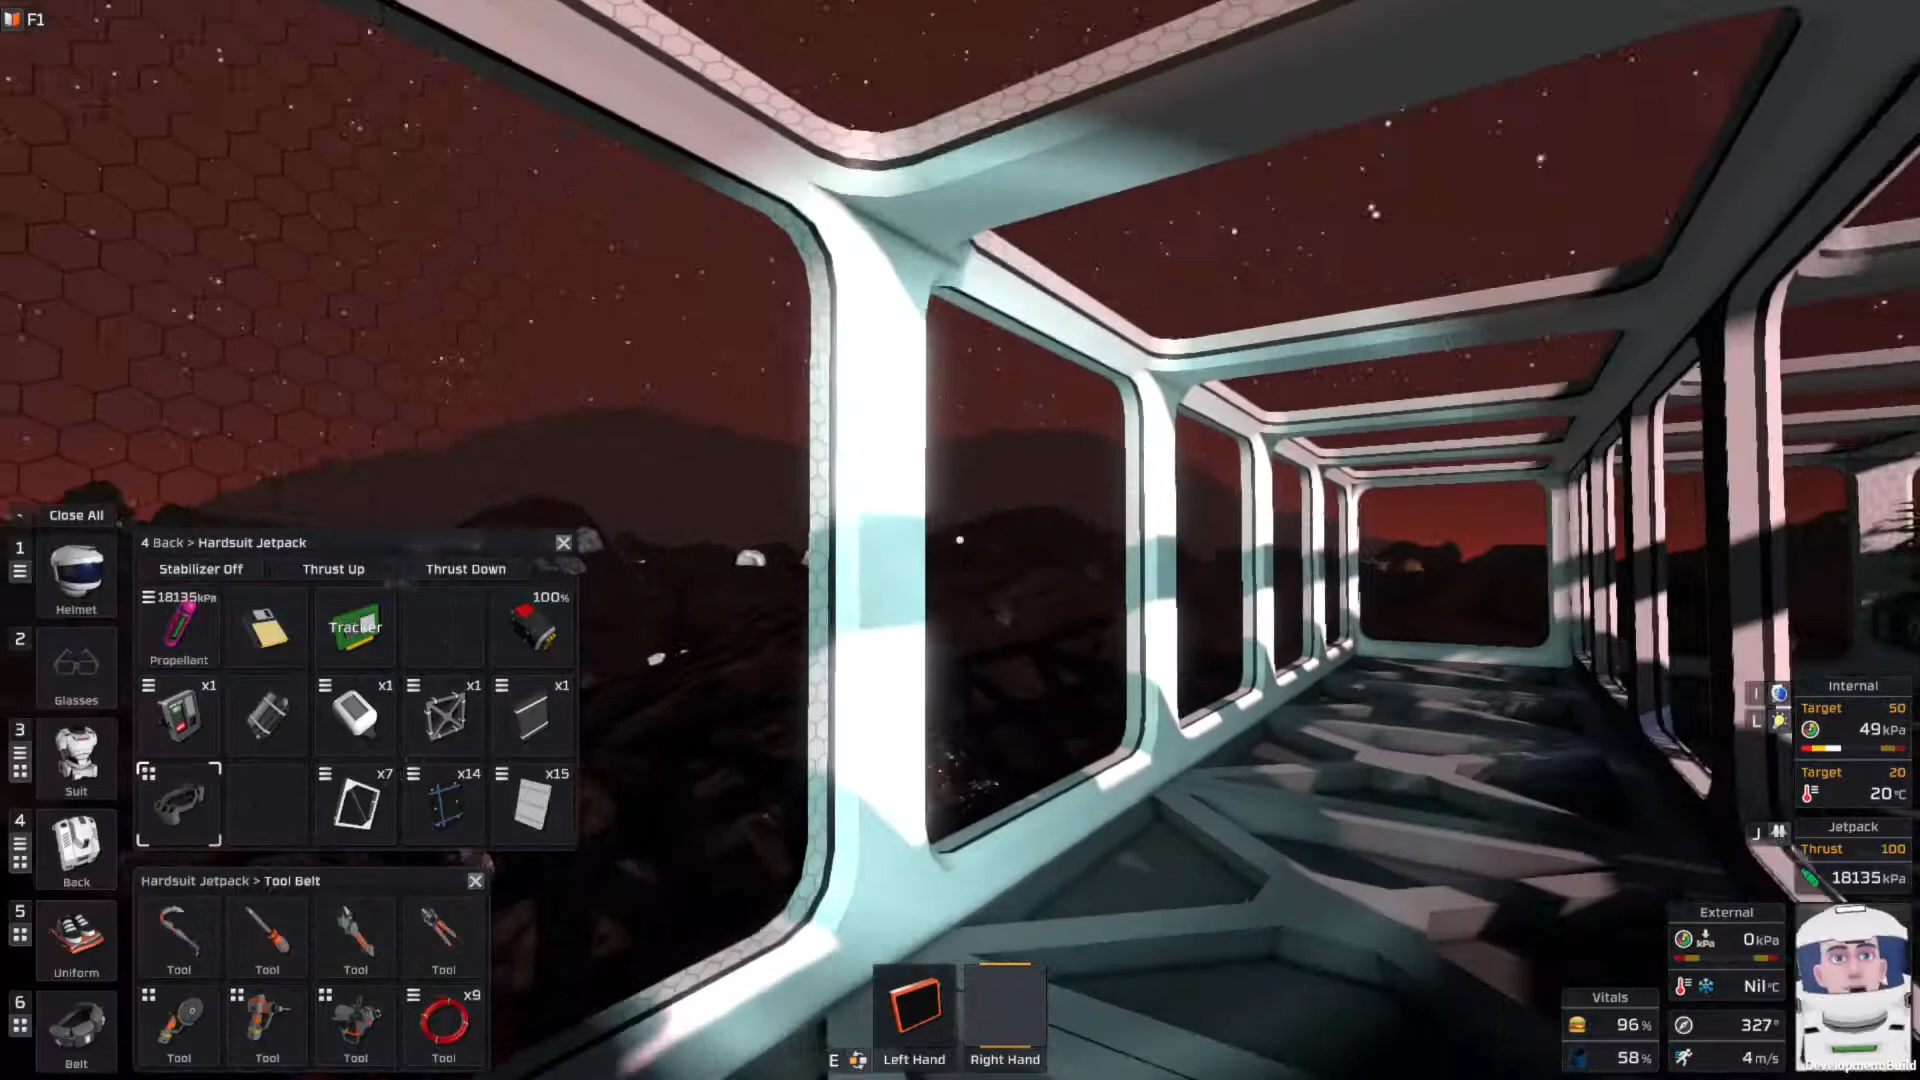 F1
Close All
1
Helmet
2
Glasses
3
Suit
4
Back
5
Uniform
6
Belt
4 Back > Hardsuit Jetpack
Stabilizer Off
Thrust Up
Thrust Down
18135kPa
Propellant
Tracker
100%
x1
x1
x1
x1
x7
x14
x15
Hardsuit Jetpack > Tool Belt
Tool
Tool
Tool
Tool
x9
Tool
Tool
Tool
Tool
E
Left Hand
Right Hand
I
L
Internal
Target 50
49kPa
Target 20
20°C
J
Jetpack
Thrust 100
18135kPa
External
kPa
0kPa
Nil°C
Vitals
96%
58%
327°
4m/s
Development Build